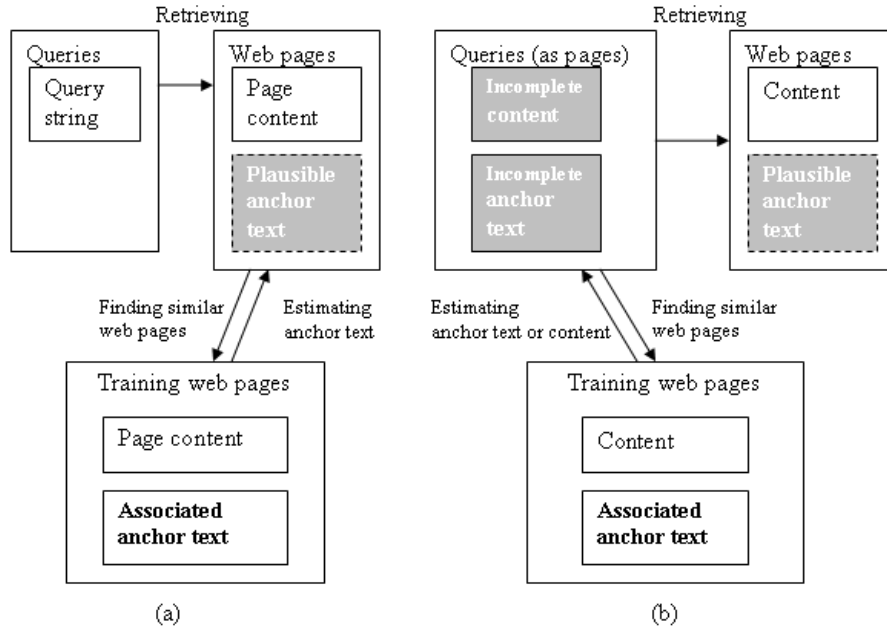 Retrieving
Queries
Query
string
Web pages
Page
content
Plausible
anchor
text
Finding similar
web pages
Estimating
anchor text
Training web pages
Page content
Associated
anchor text
(a)
Retrieving
Queries (as pages)
Incomplete
content
Incomplete
anchor
text
Web pages
Content
Plausible
anchor
text
Estimating
anchor text or content
Finding similar
web pages
Training web pages
Content
Associated
anchor text
(b)